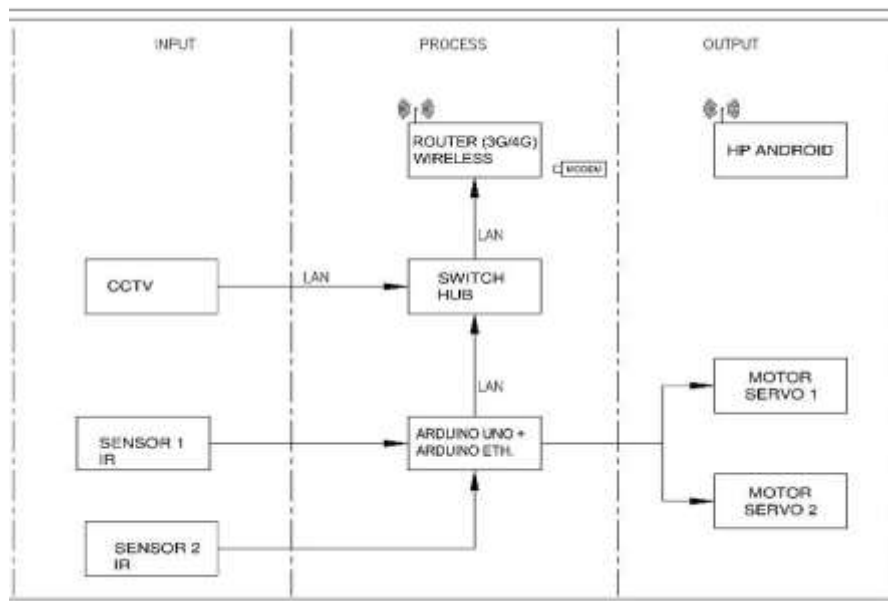 INPUT
PROCESS
OUTPUT
ROUTER (3G/4G)
WIRELESS
MODEM
HP ANDROID
LAN
CCTV
LAN
SWITCH
HUB
LAN
MOTOR
SERVO 1
SENSOR 1
IR
ARDUINO UNO +
ARDUINO ETH.
MOTOR
SERVO 2
SENSOR 2
IR